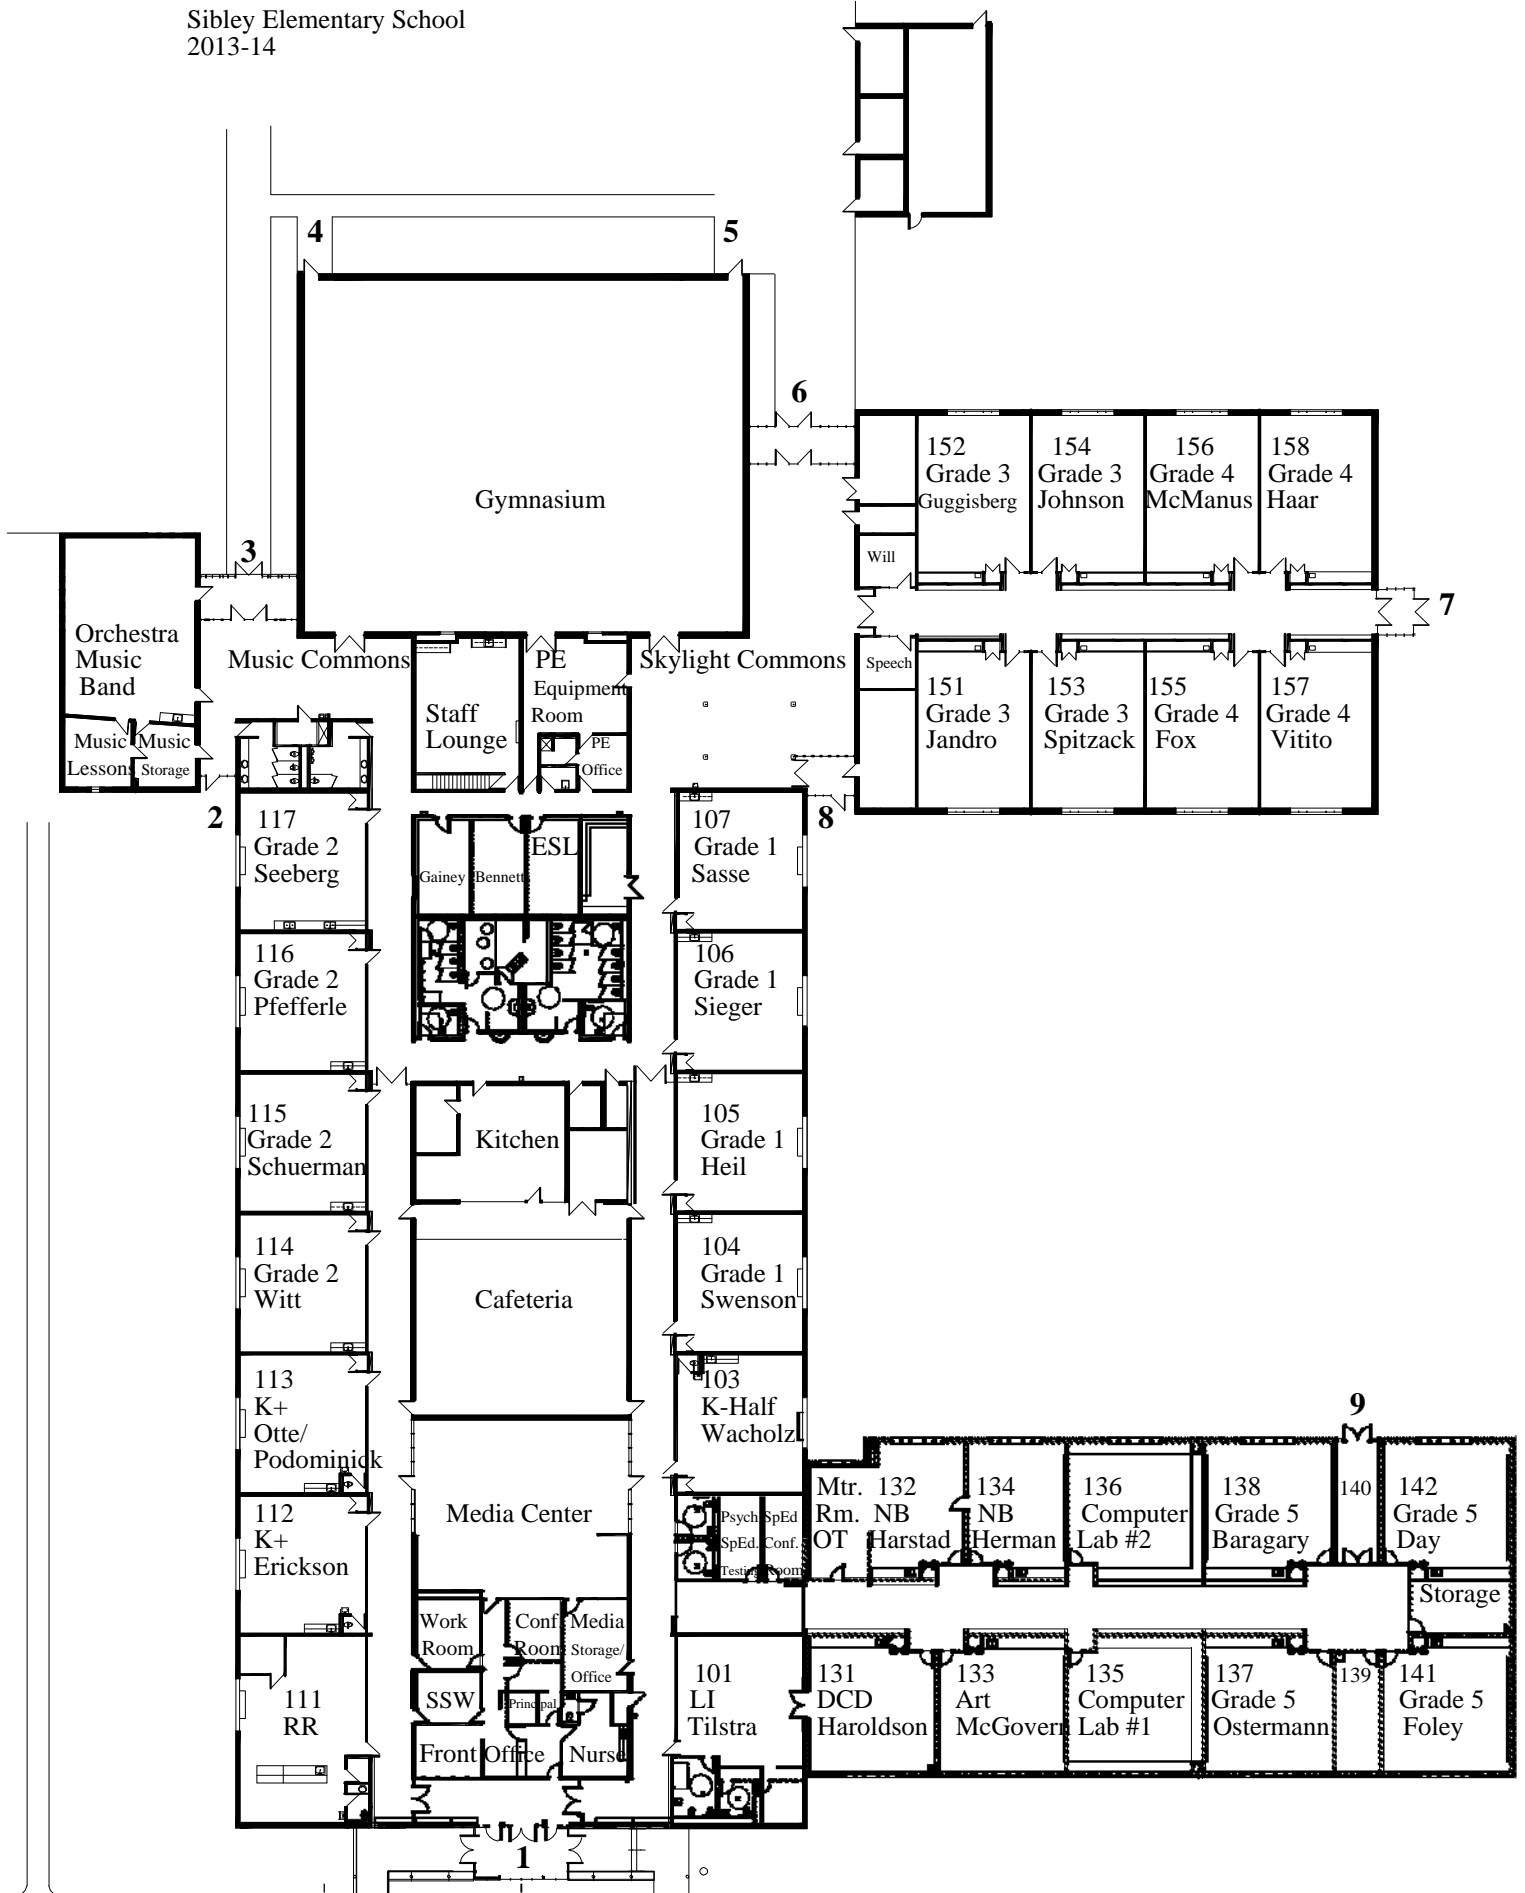 Sibley Elementary School
2013-14
4
5
6
3
7
2
8
9
1
Gymnasium
152
Grade 3
Guggisberg
154
Grade 3
Johnson
156
Grade 4
McManus
158
Grade 4
Haar
Will
Speech
151
Grade 3
Jandro
153
Grade 3
Spitzack
155
Grade 4
Fox
157
Grade 4
Vitito
Orchestra
Music
Band
Music Commons
Staff
Lounge
PE
Equipment
Room
PE
Office
Skylight Commons
Music
Lessons
Music
Storage
117
Grade 2
Seeberg
Gainey
Bennett
ESL
107
Grade 1
Sasse
116
Grade 2
Pfefferle
106
Grade 1
Sieger
115
Grade 2
Schuerman
Kitchen
105
Grade 1
Heil
114
Grade 2
Witt
Cafeteria
104
Grade 1
Swenson
113
K+
Otte/
Podominick
103
K-Half
Wacholz
112
K+
Erickson
Media Center
Psych
SpEd.
Testing
SpEd
Conf.
Room
Mtr.
Rm.
OT
132
NB
Harstad
134
NB
Herman
136
Computer
Lab #2
138
Grade 5
Baragary
140
142
Grade 5
Day
Storage
Work
Room
Conf.
Room
Media
Storage/
Office
SSW
Principal
Front Office
Nurse
111
RR
101
LI
Tilstra
131
DCD
Haroldson
133
Art
McGovern
135
Computer
Lab #1
137
Grade 5
Ostermann
139
141
Grade 5
Foley